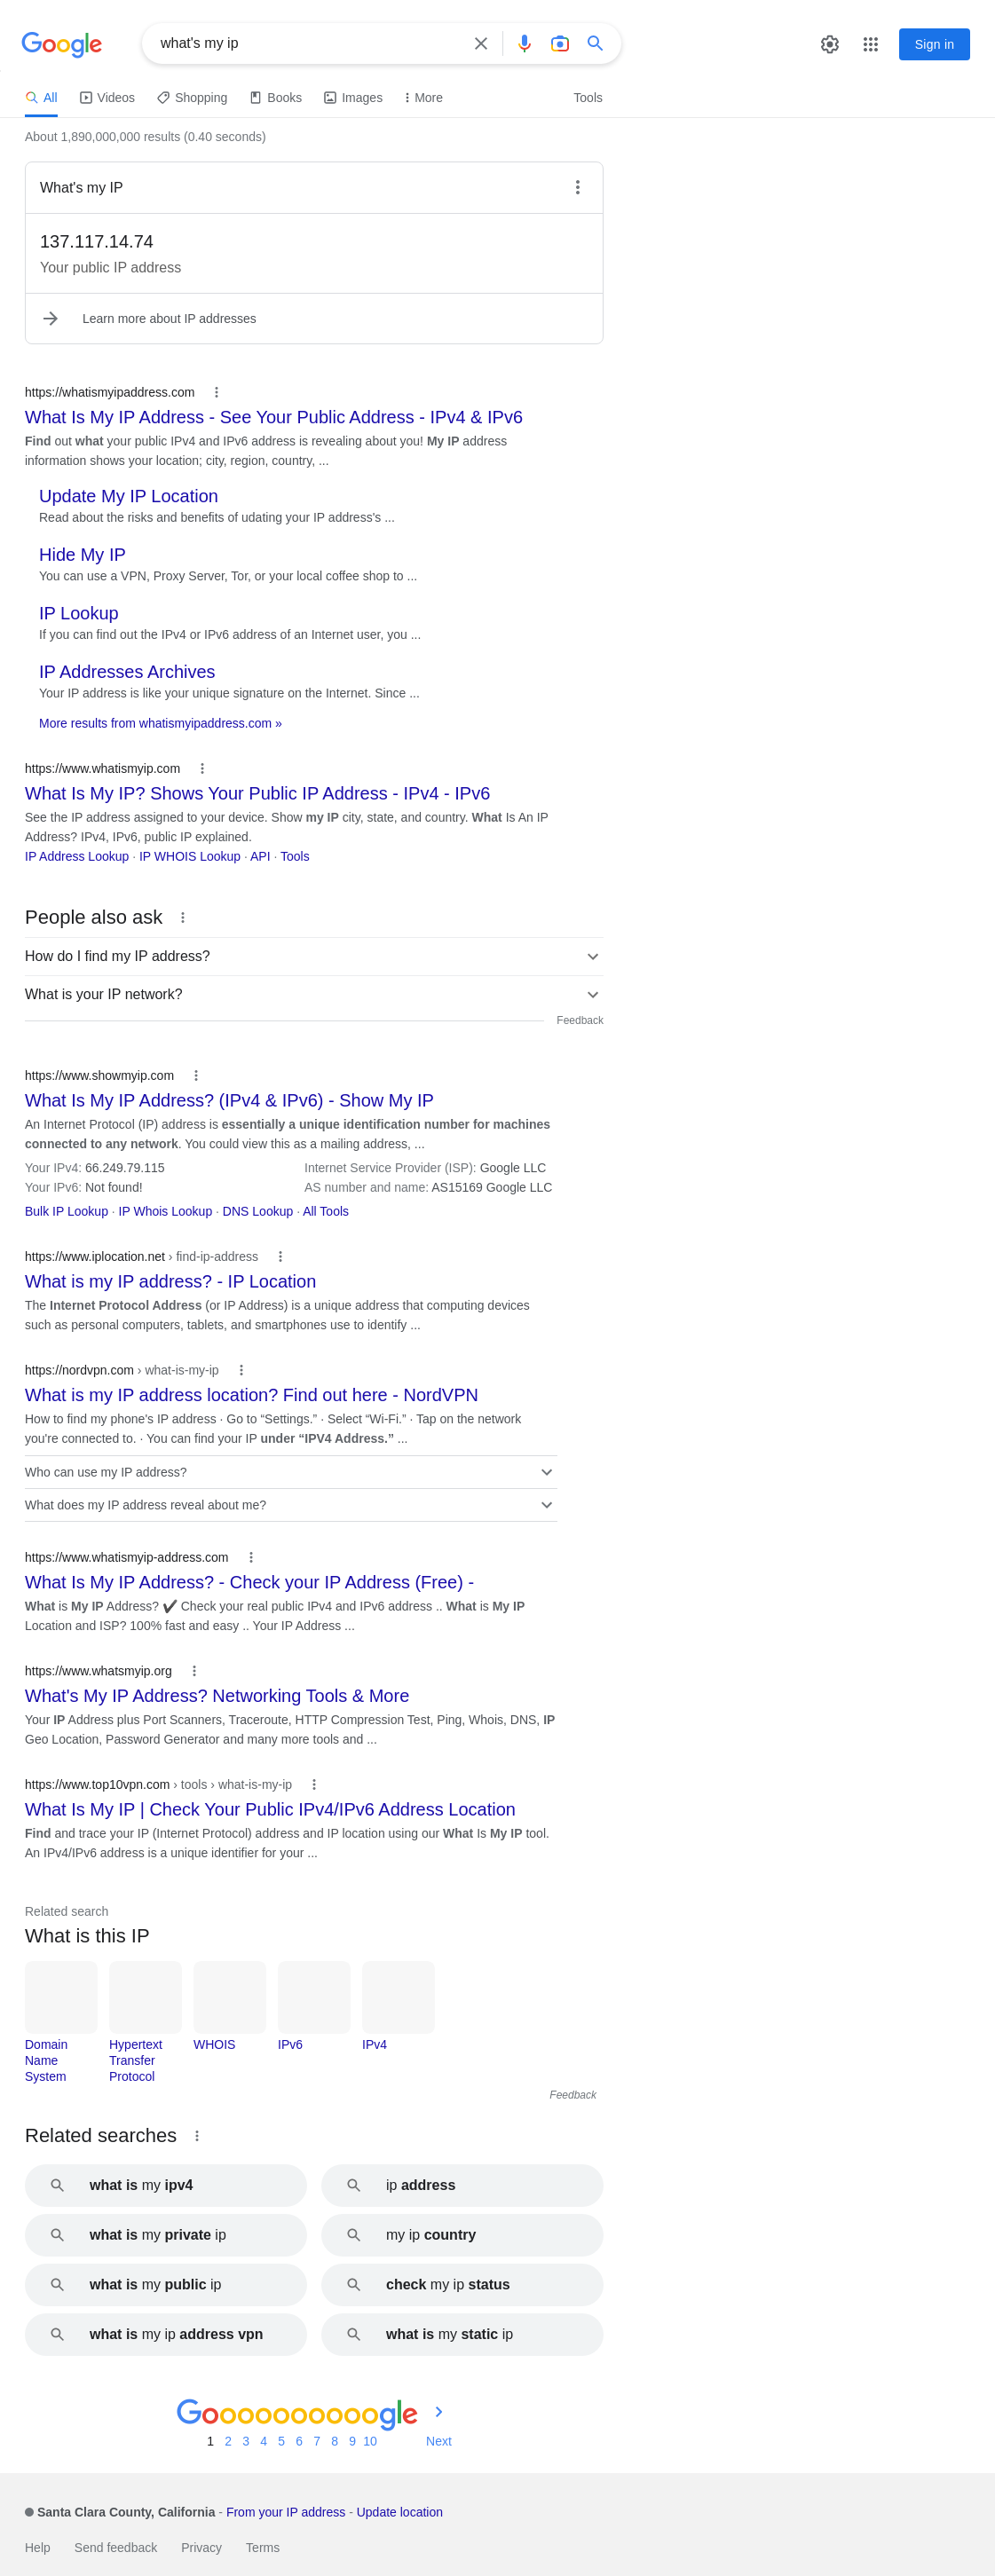 Google
what's my ip
Sign in
All
Videos
Shopping
Books
Images
More
Tools
About 1,890,000,000 results (0.40 seconds)
What's my IP
137.117.14.74
Your public IP address
Learn more about IP addresses
https://whatismyipaddress.com
What Is My IP Address - See Your Public Address - IPv4 & IPv6
Find out what your public IPv4 and IPv6 address is revealing about you! My IP address
information shows your location; city, region, country, ...
Update My IP Location
Read about the risks and benefits of udating your IP address's ...
Hide My IP
You can use a VPN, Proxy Server, Tor, or your local coffee shop to ...
IP Lookup
If you can find out the IPv4 or IPv6 address of an Internet user, you ...
IP Addresses Archives
Your IP address is like your unique signature on the Internet. Since ...
More results from whatismyipaddress.com »
https://www.whatismyip.com
What Is My IP? Shows Your Public IP Address - IPv4 - IPv6
See the IP address assigned to your device. Show my IP city, state, and country. What Is An IP
Address? IPv4, IPv6, public IP explained.
IP Address Lookup · IP WHOIS Lookup · API · Tools
People also ask
How do I find my IP address?
What is your IP network?
Feedback
https://www.showmyip.com
What Is My IP Address? (IPv4 & IPv6) - Show My IP
An Internet Protocol (IP) address is essentially a unique identification number for machines
connected to any network. You could view this as a mailing address, ...
Your IPv4: 66.249.79.115 Internet Service Provider (ISP): Google LLC
Your IPv6: Not found! AS number and name: AS15169 Google LLC
Bulk IP Lookup · IP Whois Lookup · DNS Lookup · All Tools
https://www.iplocation.net › find-ip-address
What is my IP address? - IP Location
The Internet Protocol Address (or IP Address) is a unique address that computing devices
such as personal computers, tablets, and smartphones use to identify ...
https://nordvpn.com › what-is-my-ip
What is my IP address location? Find out here - NordVPN
How to find my phone's IP address · Go to “Settings.” · Select “Wi-Fi.” · Tap on the network
you're connected to. · You can find your IP under “IPV4 Address.” ...
Who can use my IP address?
What does my IP address reveal about me?
https://www.whatismyip-address.com
What Is My IP Address? - Check your IP Address (Free) -
What is My IP Address? ✔ Check your real public IPv4 and IPv6 address .. What is My IP
Location and ISP? 100% fast and easy .. Your IP Address ...
https://www.whatsmyip.org
What's My IP Address? Networking Tools & More
Your IP Address plus Port Scanners, Traceroute, HTTP Compression Test, Ping, Whois, DNS, IP
Geo Location, Password Generator and many more tools and ...
https://www.top10vpn.com › tools › what-is-my-ip
What Is My IP | Check Your Public IPv4/IPv6 Address Location
Find and trace your IP (Internet Protocol) address and IP location using our What Is My IP tool.
An IPv4/IPv6 address is a unique identifier for your ...
Related search
What is this IP
Domain
Name
System
Hypertext
Transfer
Protocol
WHOIS
IPv6
IPv4
Feedback
Related searches
what is my ipv4
ip address
what is my private ip
my ip country
what is my public ip
check my ip status
what is my ip address vpn
what is my static ip
Goooooooooogle
1 2 3 4 5 6 7 8 9 10 Next
Santa Clara County, California - From your IP address - Update location
Help Send feedback Privacy Terms